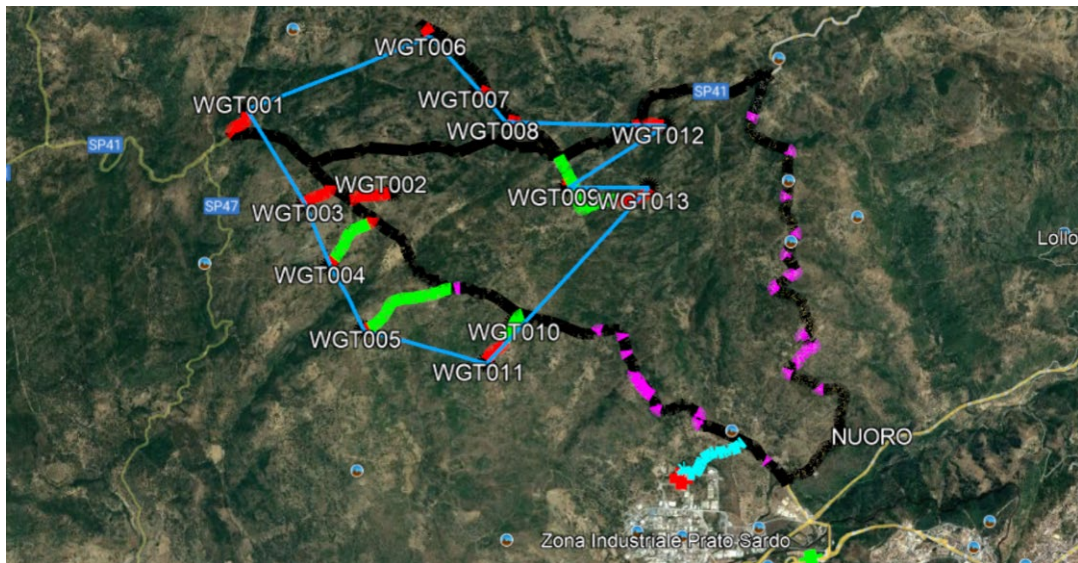 WGT006
SP41
WGT007
WGT001
WGT008
WGT012
SP41
WGT002
WGT009
WGT013
SP47
WGT003
Lollo
WGT004
WGT010
WGT005
WGT011
NUORO
Zona Industriale Prato Sardo